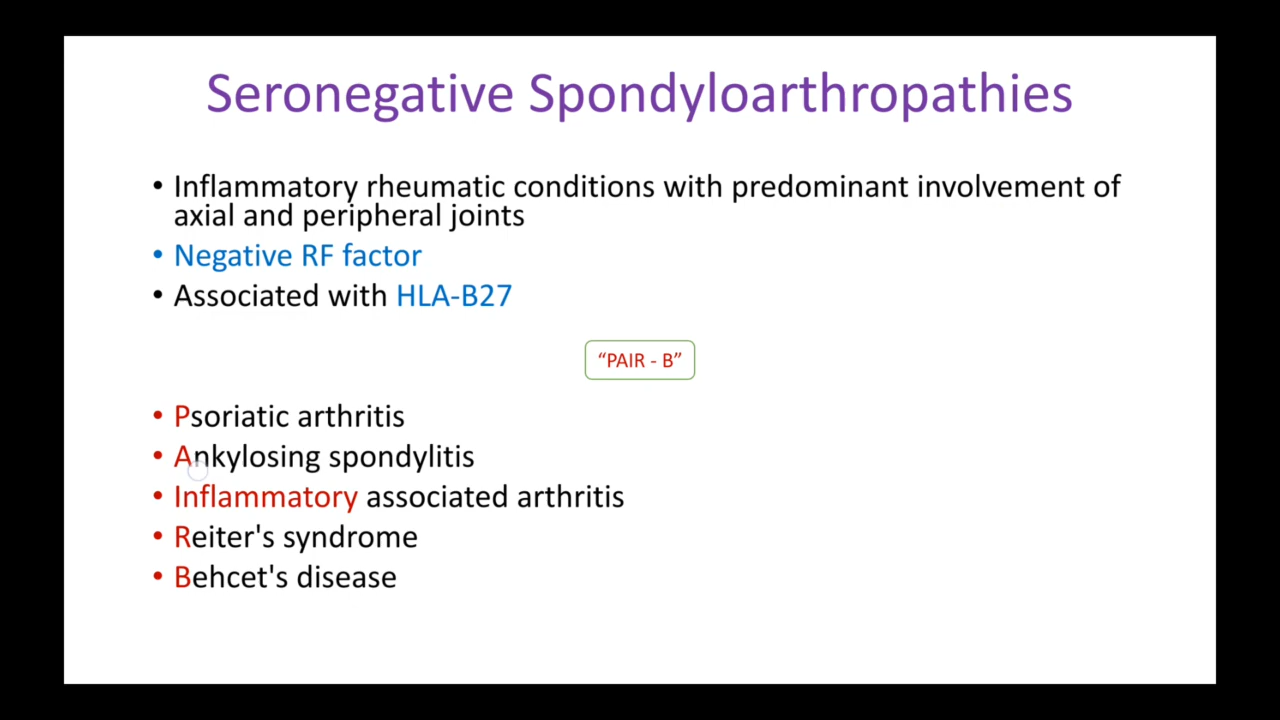 Seronegative Spondyloarthropathies
• Inflammatory rheumatic conditions with predominant involvement of
axial and peripheral joints
• Negative RF factor
• Associated with HLA-B27
“PAIR - B”
• Psoriatic arthritis
• Ankylosing spondylitis
• Inflammatory associated arthritis
• Reiter's syndrome
• Behcet's disease